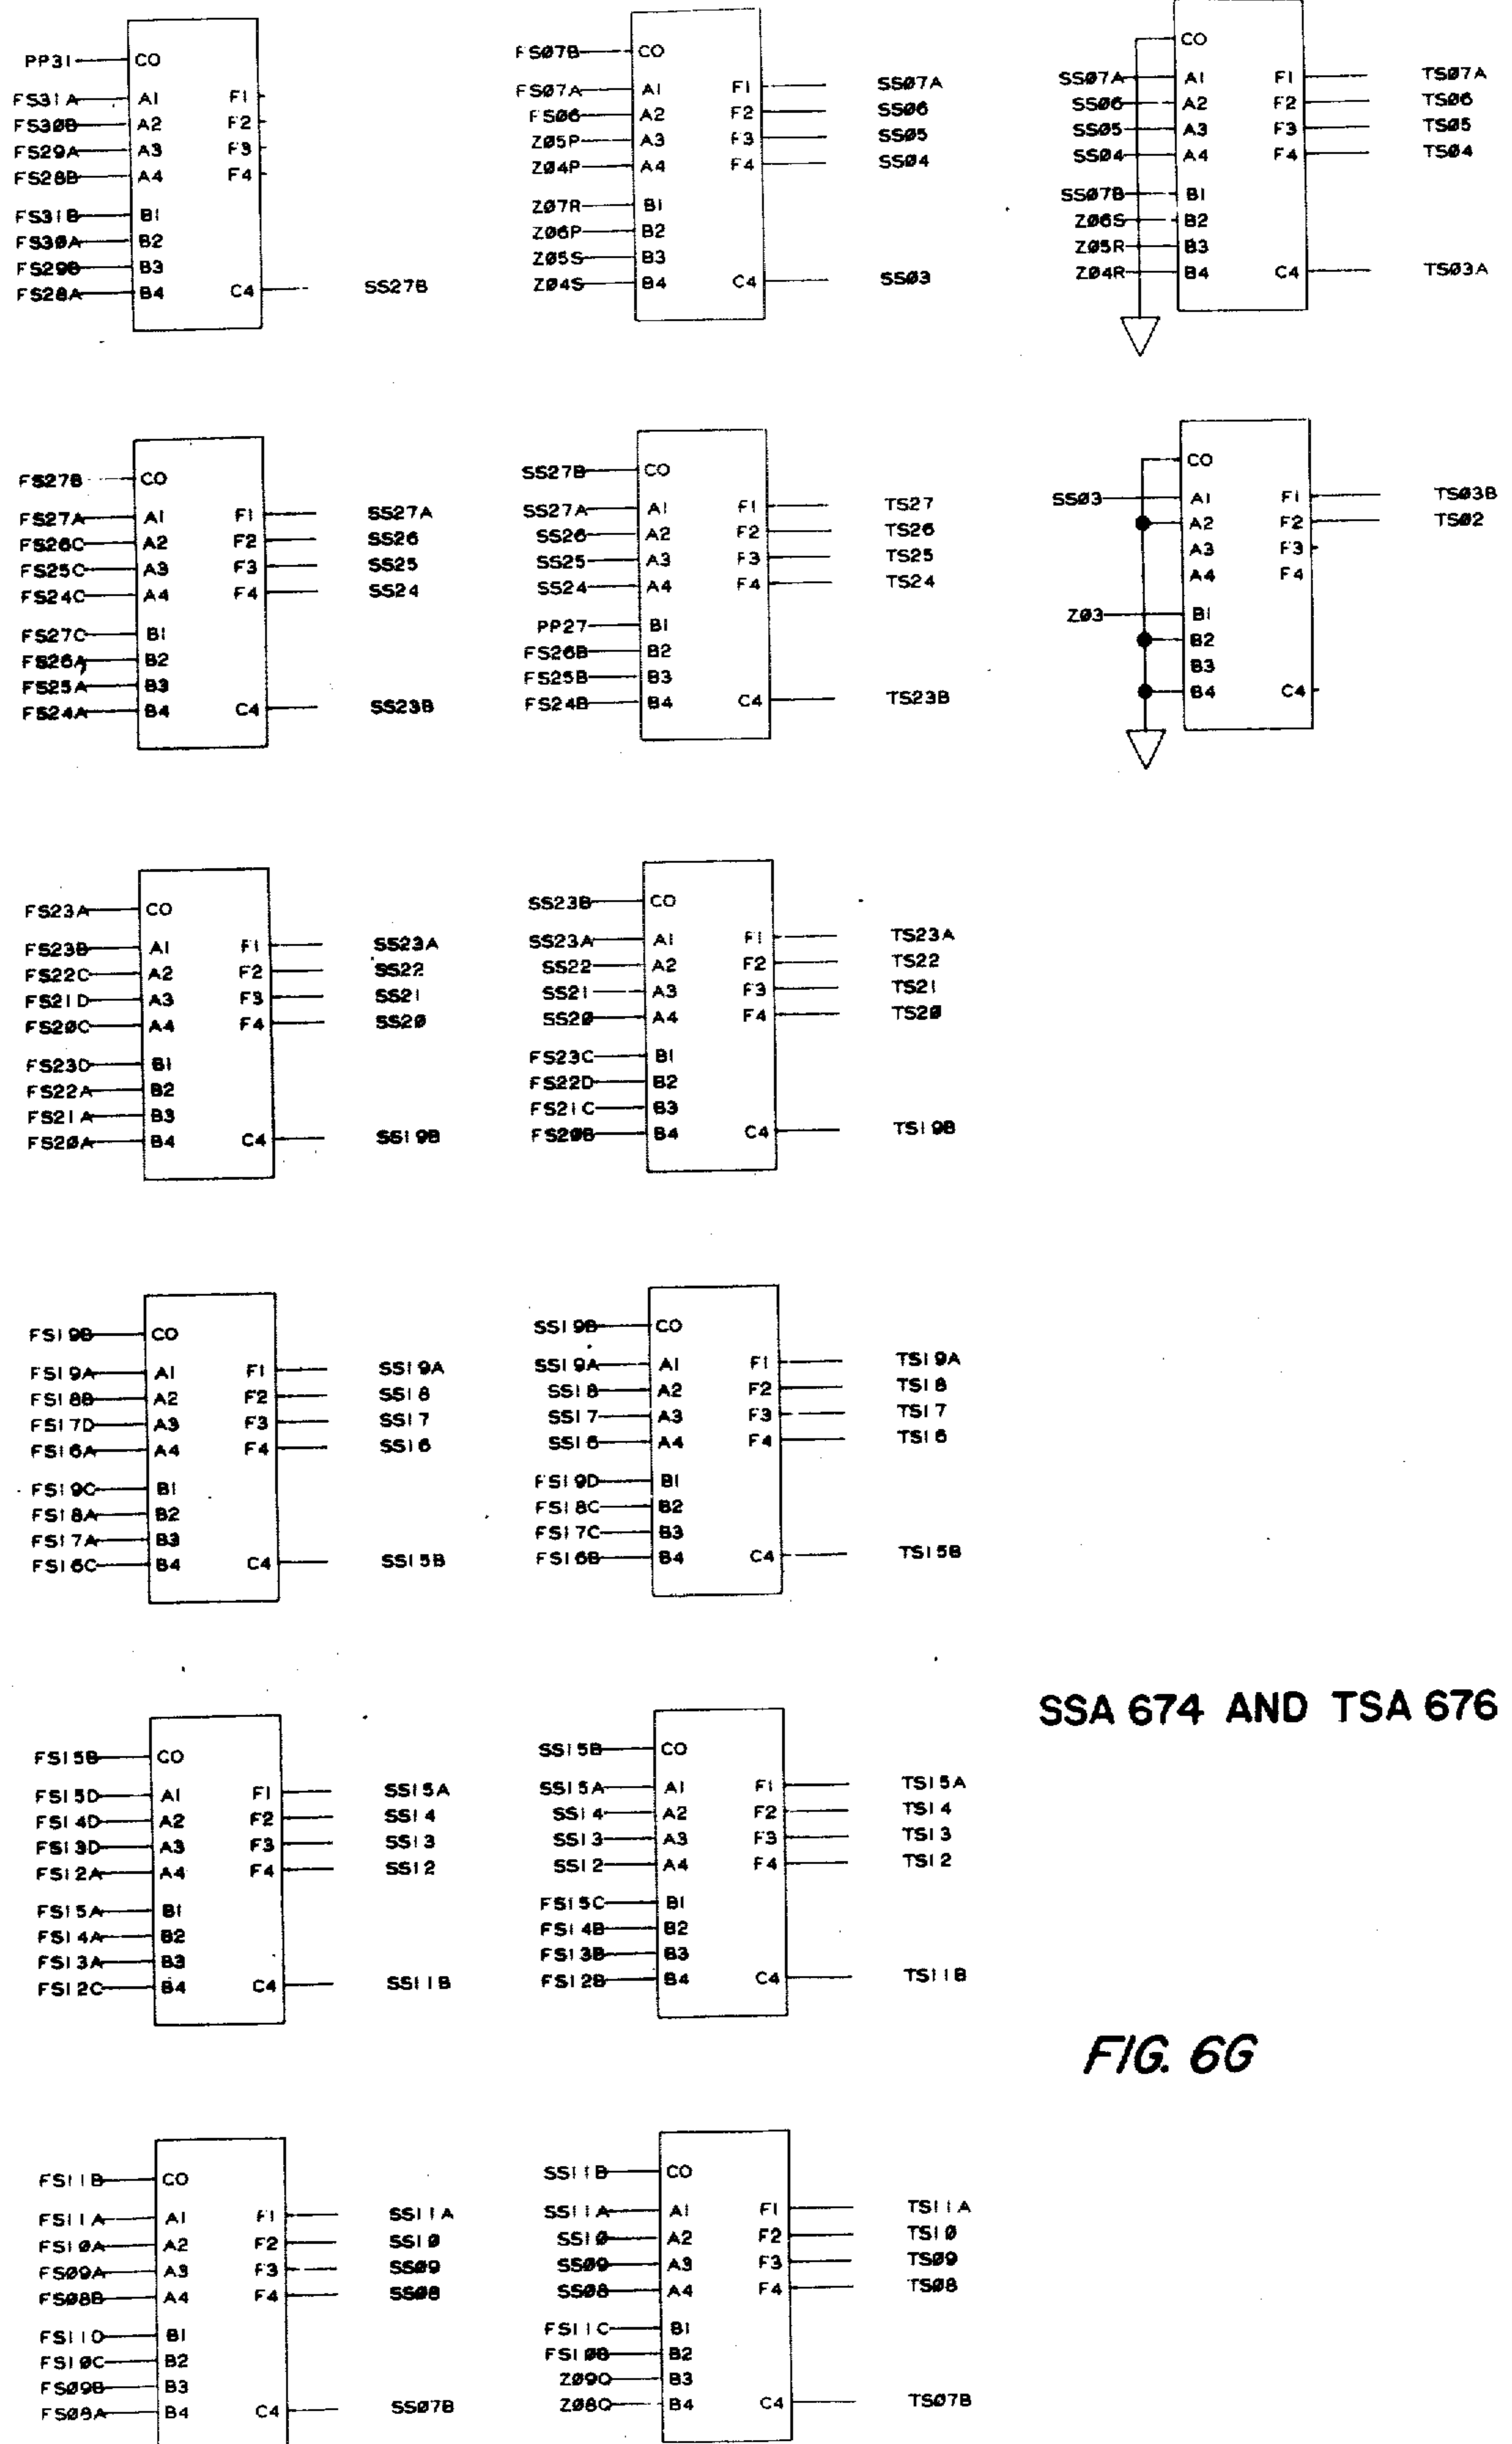 PP31 C0
FS31A A1 F1
FS30B A2 F2
FS29A A3 F3
FS28B A4 F4
FS31B B1
FS30A B2
FS29B B3
FS28A B4 C4 SS27B
FS27B C0
FS27A A1 F1 SS27A
FS26C A2 F2 SS26
FS25C A3 F3 SS25
FS24C A4 F4 SS24
FS27C B1
FS26A B2
FS25A B3
FS24A B4 C4 SS23B
FS23A C0
FS23B A1 F1 SS23A
FS22C A2 F2 SS22
FS21D A3 F3 SS21
FS20C A4 F4 SS20
FS23D B1
FS22A B2
FS21A B3
FS20A B4 C4 SS19B
FS19B C0
FS19A A1 F1 SS19A
FS18B A2 F2 SS18
FS17D A3 F3 SS17
FS16A A4 F4 SS16
FS19C B1
FS18A B2
FS17A B3
FS16C B4 C4 SS15B
FS15B C0
FS15D A1 F1 SS15A
FS14D A2 F2 SS14
FS13D A3 F3 SS13
FS12A A4 F4 SS12
FS15A B1
FS14A B2
FS13A B3
FS12C B4 C4 SS11B
FS11B C0
FS11A A1 F1 SS11A
FS10A A2 F2 SS10
FS09A A3 F3 SS09
FS08B A4 F4 SS08
FS11D B1
FS10C B2
FS09B B3
FS08A B4 C4 SS07B
FS07B C0
FS07A A1 F1 SS07A
FS06 A2 F2 SS06
Z05P A3 F3 SS05
Z04P A4 F4 SS04
Z07R B1
Z06P B2
Z05S B3
Z04S B4 C4 SS03
SS27B C0
SS27A A1 F1 TS27
SS26 A2 F2 TS26
SS25 A3 F3 TS25
SS24 A4 F4 TS24
PP27 B1
FS26B B2
FS25B B3
FS24B B4 C4 TS23B
SS23B C0
SS23A A1 F1 TS23A
SS22 A2 F2 TS22
SS21 A3 F3 TS21
SS20 A4 F4 TS20
FS23C B1
FS22D B2
FS21C B3
FS20B B4 C4 TS19B
SS19B C0
SS19A A1 F1 TS19A
SS18 A2 F2 TS18
SS17 A3 F3 TS17
SS16 A4 F4 TS16
FS19D B1
FS18C B2
FS17C B3
FS16B B4 C4 TS15B
SS15B C0
SS15A A1 F1 TS15A
SS14 A2 F2 TS14
SS13 A3 F3 TS13
SS12 A4 F4 TS12
FS15C B1
FS14B B2
FS13B B3
FS12B B4 C4 TS11B
SS11B C0
SS11A A1 F1 TS11A
SS10 A2 F2 TS10
SS09 A3 F3 TS09
SS08 A4 F4 TS08
FS11C B1
FS10B B2
Z09Q B3
Z08Q B4 C4 TS07B
C0
SS07A A1 F1 TS07A
SS06 A2 F2 TS06
SS05 A3 F3 TS05
SS04 A4 F4 TS04
SS07B B1
Z06S B2
Z05R B3
Z04R B4 C4 TS03A
C0
SS03 A1 F1 TS03B
A2 F2 TS02
A3 F3
A4 F4
Z03 B1
B2
B3
B4 C4
SSA 674 AND TSA 676
FIG. 6G